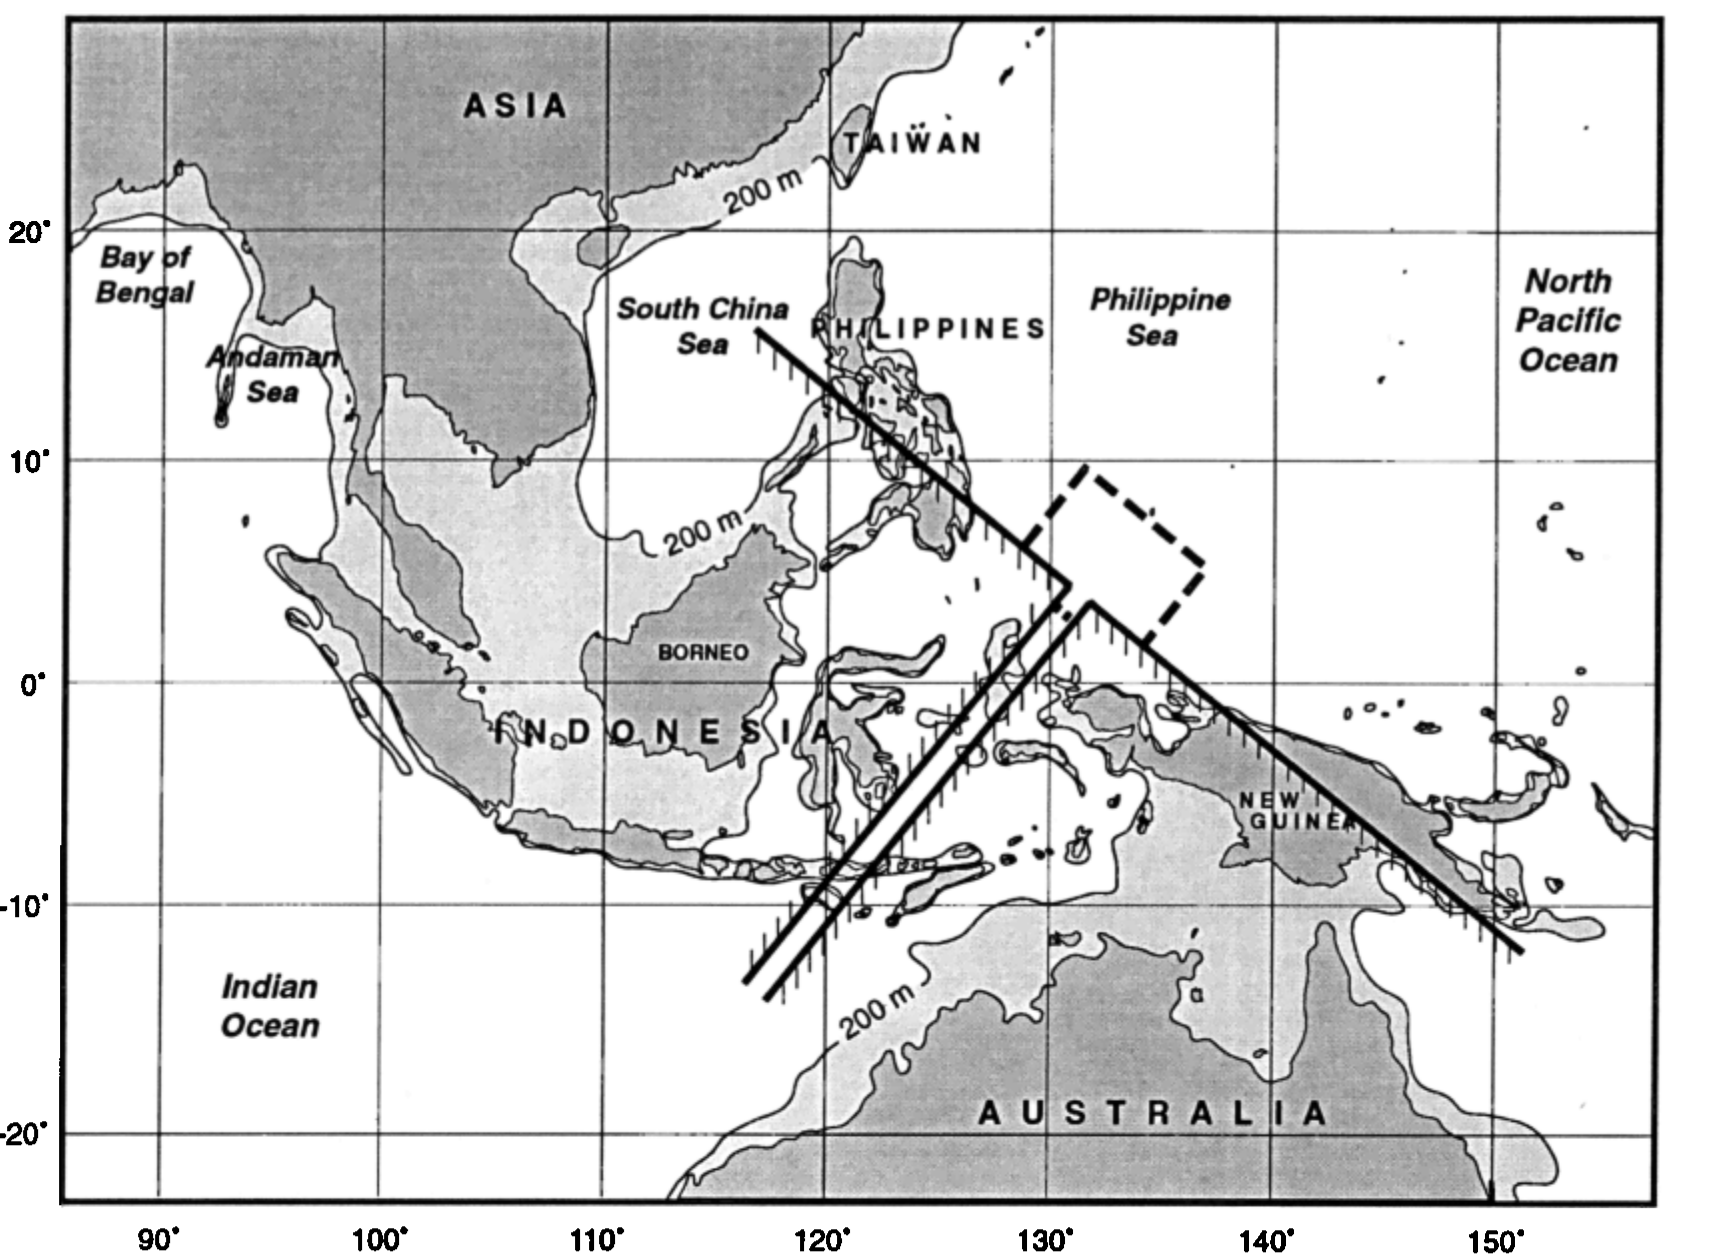 ASIA
TAIWAN
200 m
20°
Bay of
Bengal
North
Pacific
Ocean
South China
Sea
PHILIPPINES
Philippine
Sea
Andaman
Sea
10°
200 m
BORNEO
0°
INDONESIA
NEW
GUINEA
-10°
Indian
Ocean
200 m
AUSTRALIA
-20°
90°
100°
110°
120°
130°
140°
150°